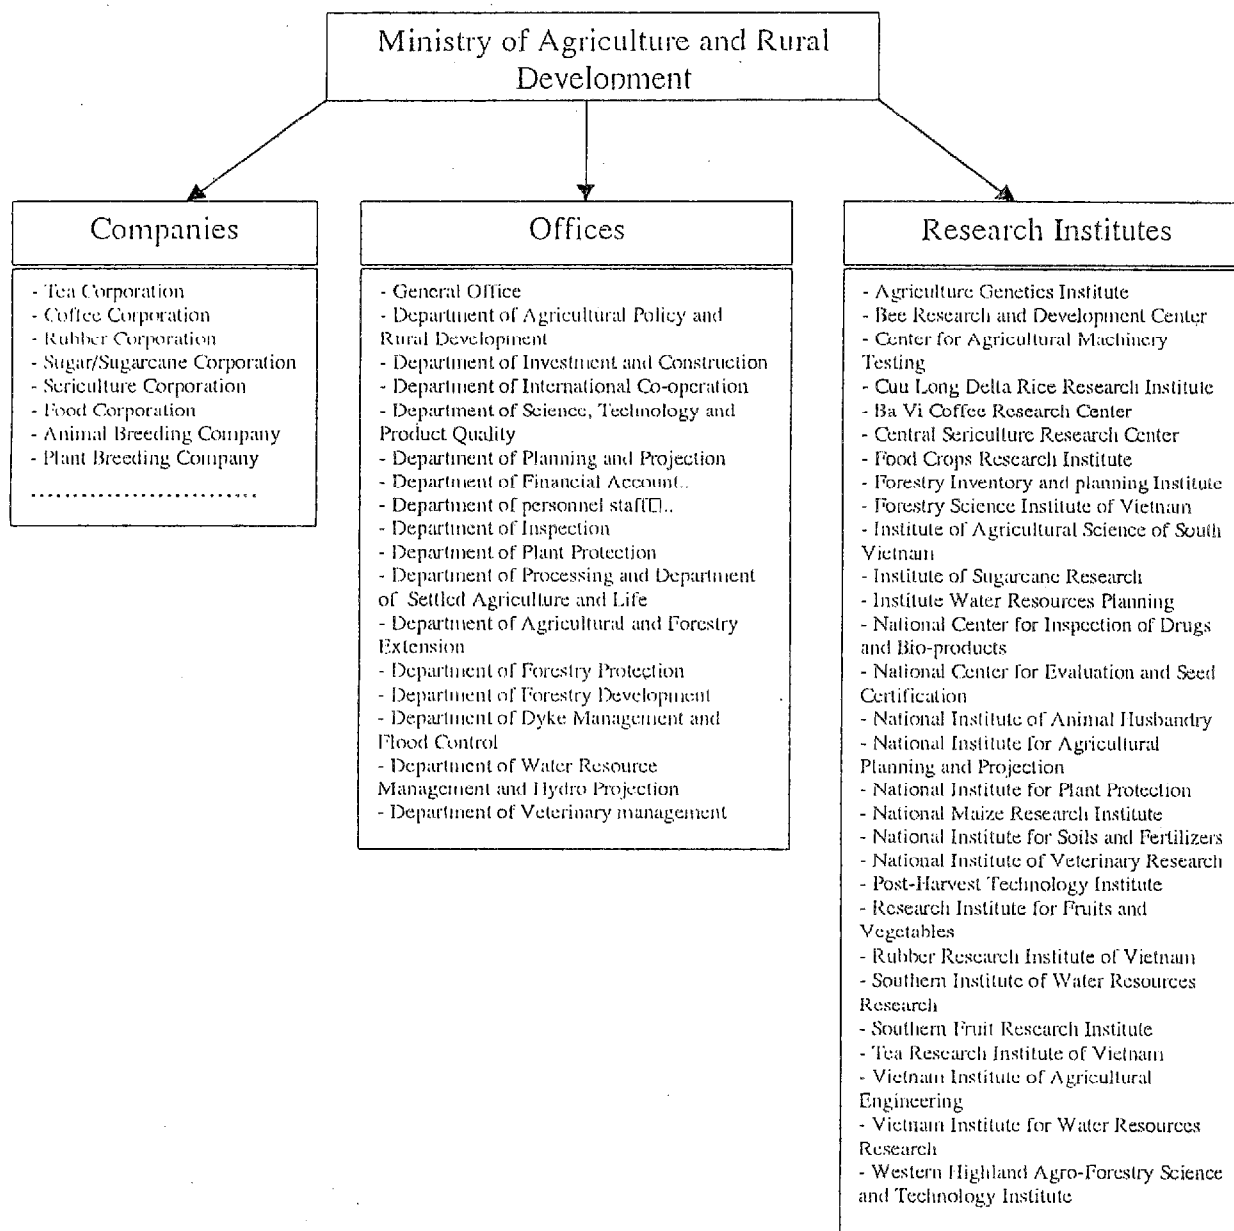 Ministry of Agriculture and Rural
Development
Companies
- Tea Corporation
- Coffee Corporation
- Rubber Corporation
- Sugar/Sugarcane Corporation
- Sericulture Corporation
- Food Corporation
- Animal Breeding Company
- Plant Breeding Company
............................
Offices
- General Office
- Department of Agricultural Policy and
Rural Development
- Department of Investment and Construction
- Department of International Co-operation
- Department of Science, Technology and
Product Quality
- Department of Planning and Projection
- Department of Financial Account..
- Department of personnel staff□..
- Department of Inspection
- Department of Plant Protection
- Department of Processing and Department
of Settled Agriculture and Life
- Department of Agricultural and Forestry
Extension
- Department of Forestry Protection
- Department of Forestry Development
- Department of Dyke Management and
Flood Control
- Department of Water Resource
Management and Hydro Projection
- Department of Veterinary management
Research Institutes
- Agriculture Genetics Institute
- Bee Research and Development Center
- Center for Agricultural Machinery
Testing
- Cuu Long Delta Rice Research Institute
- Ba Vi Coffee Research Center
- Central Sericulture Research Center
- Food Crops Research Institute
- Forestry Inventory and planning Institute
- Forestry Science Institute of Vietnam
- Institute of Agricultural Science of South
Vietnam
- Institute of Sugarcane Research
- Institute Water Resources Planning
- National Center for Inspection of Drugs
and Bio-products
- National Center for Evaluation and Seed
Certification
- National Institute of Animal Husbandry
- National Institute for Agricultural
Planning and Projection
- National Institute for Plant Protection
- National Maize Research Institute
- National Institute for Soils and Fertilizers
- National Institute of Veterinary Research
- Post-Harvest Technology Institute
- Research Institute for Fruits and
Vegetables
- Rubber Research Institute of Vietnam
- Southern Institute of Water Resources
Research
- Southern Fruit Research Institute
- Tea Research Institute of Vietnam
- Vietnam Institute of Agricultural
Engineering
- Vietnam Institute for Water Resources
Research
- Western Highland Agro-Forestry Science
and Technology Institute